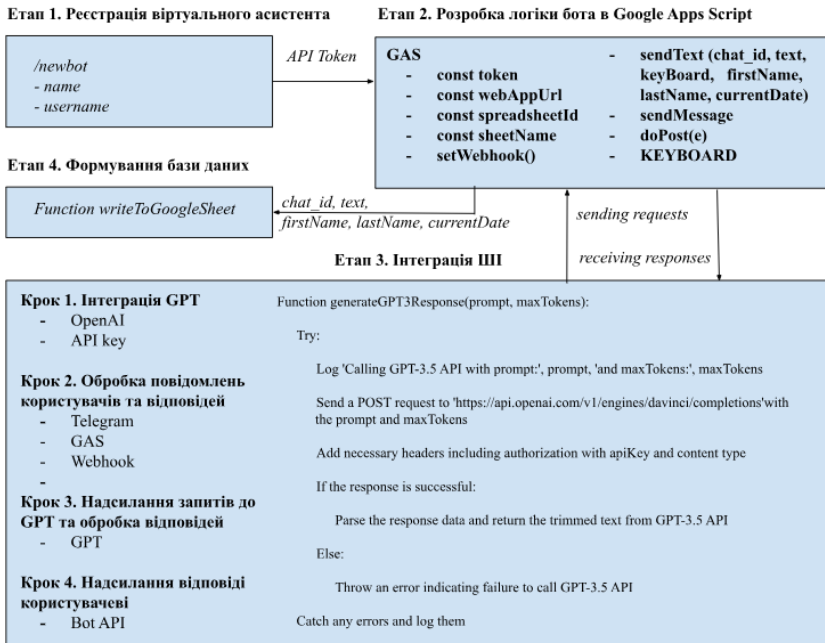 Етап 1. Реєстрація віртуального асистента
/newbot
- name
- username
API Token
Етап 2. Розробка логіки бота в Google Apps Script
GAS
- const token
- const webAppUrl
- const spreadsheetId
- const sheetName
- setWebhook()
- sendText (chat_id, text,
keyBoard, firstName,
lastName, currentDate)
- sendMessage
- doPost(e)
- KEYBOARD
Етап 4. Формування бази даних
Function writeToGoogleSheet
chat_id, text,
firstName, lastName, currentDate
sending requests
receiving responses
Етап 3. Інтеграція ШІ
Крок 1. Інтеграція GPT
- OpenAI
- API key
Крок 2. Обробка повідомлень
користувачів та відповідей
- Telegram
- GAS
- Webhook
-
Крок 3. Надсилання запитів до
GPT та обробка відповідей
- GPT
Крок 4. Надсилання відповіді
користувачеві
- Bot API
Function generateGPT3Response(prompt, maxTokens):
Try:
Log 'Calling GPT-3.5 API with prompt:', prompt, 'and maxTokens:', maxTokens
Send a POST request to 'https://api.openai.com/v1/engines/davinci/completions'with
the prompt and maxTokens
Add necessary headers including authorization with apiKey and content type
If the response is successful:
Parse the response data and return the trimmed text from GPT-3.5 API
Else:
Throw an error indicating failure to call GPT-3.5 API
Catch any errors and log them